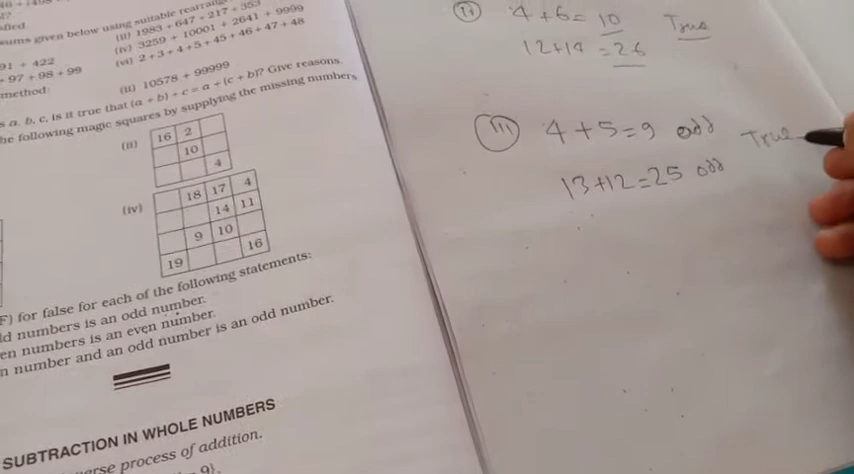 sums given below using suitable rearran
(ii) 1983 + 647 + 217 + 353
91 + 422
(iv) 3259 + 10001 + 2641 + 9999
+ 97 + 98 + 99
(vi) 2 + 3 + 4 + 5 + 45 + 46 + 47 + 48
method:
(ii) 10578 + 99999
s a, b, c, is it true that (a + b) + c = a + (c + b)? Give reasons.
he following magic squares by supplying the missing numbers
(ii)
16 2
10
4
(iv)
18 17 4
14 11
9 10
19 16
F) for false for each of the following statements:
ld numbers is an odd number.
en numbers is an even number.
n number and an odd number is an odd number.
SUBTRACTION IN WHOLE NUMBERS
erse process of addition.
– 9).
ii 4+6=10 True
12+14=26
iii 4+5=9 odd True
13+12=25 odd